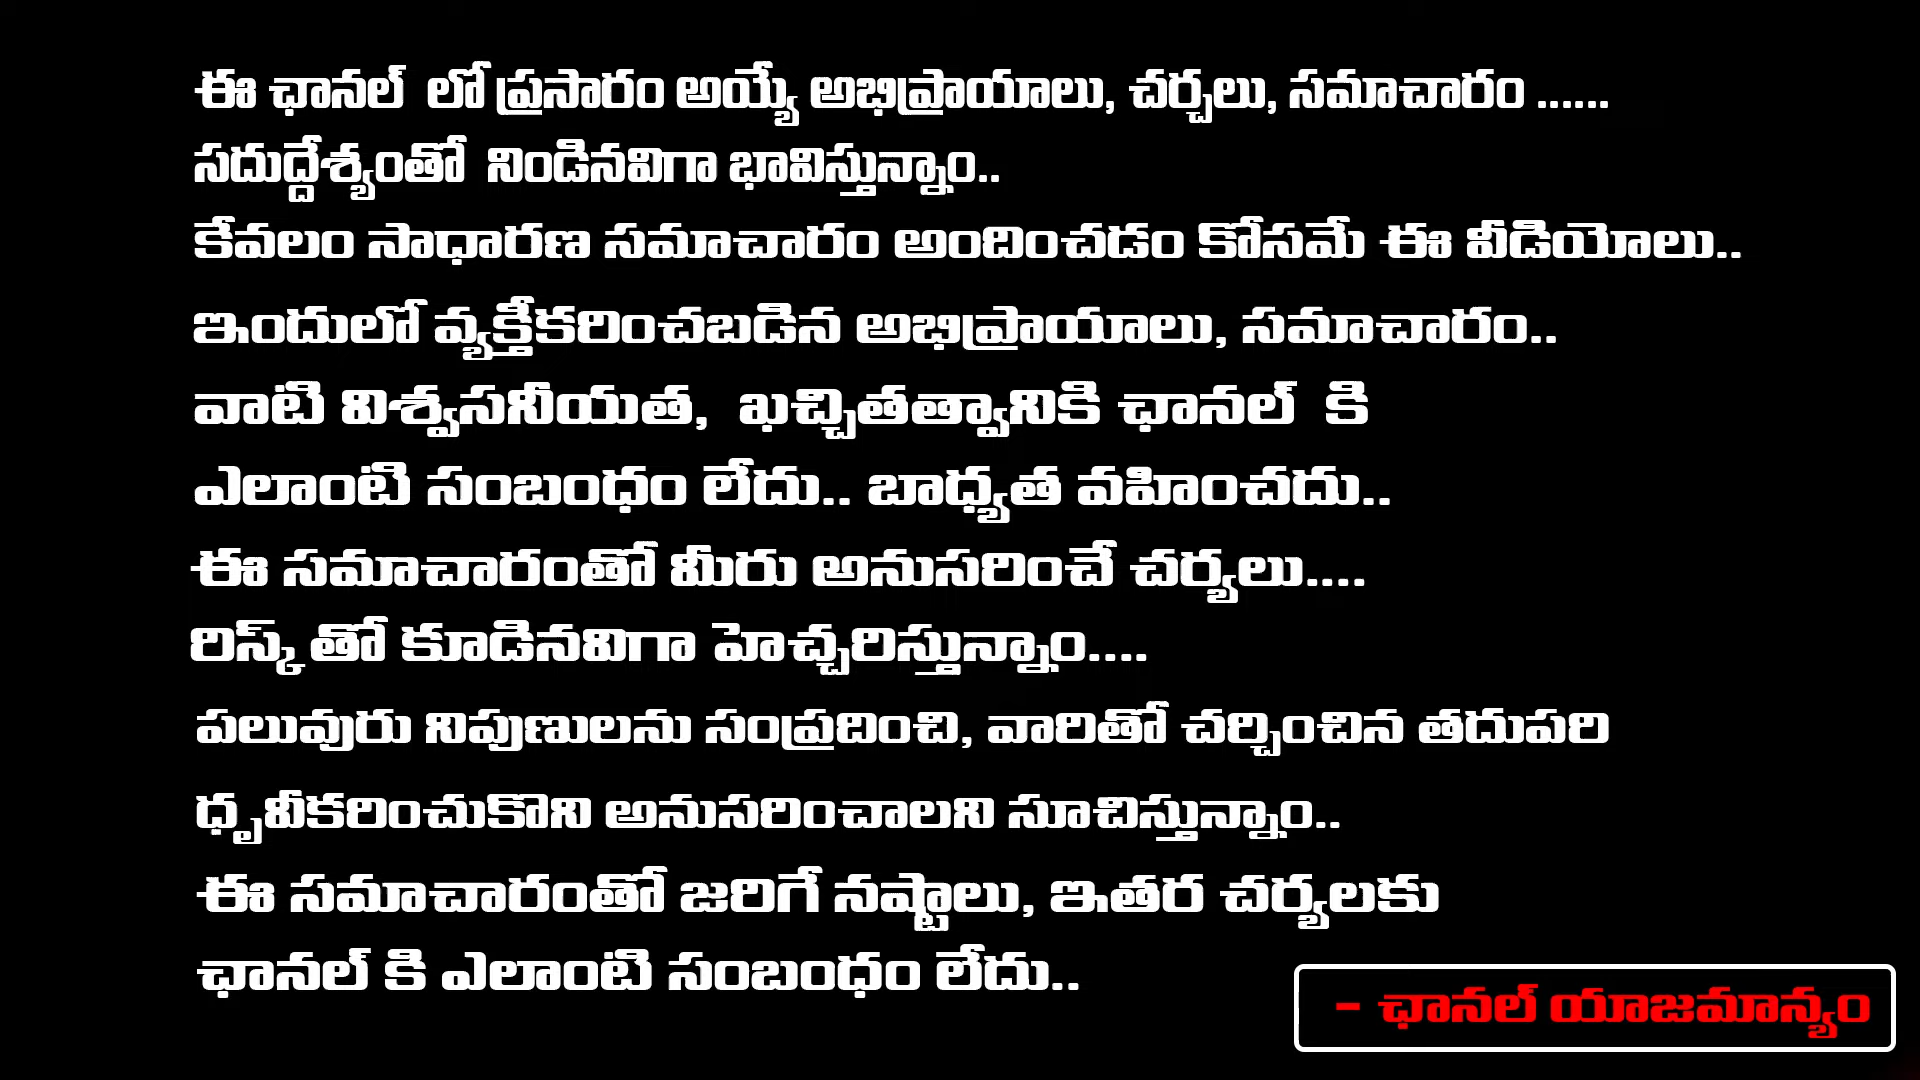 ఈ ఛానల్ లో ప్రసారం అయ్యే అభిప్రాయాలు, చర్చలు, సమాచారం ......
సదుద్దేశ్యంతో నిండినవిగా భావిస్తున్నాం..
కేవలం సాధారణ సమాచారం అందించడం కోసమే ఈ వీడియోలు..
ఇందులో వ్యక్తీకరించబడిన అభిప్రాయాలు, సమాచారం..
వాటి విశ్వసనీయత, ఖచ్చితత్వానికి ఛానల్ కి
ఎలాంటి సంబంధం లేదు.. బాధ్యత వహించదు..
ఈ సమాచారంతో మీరు అనుసరించే చర్యలు....
రిస్క్ తో కూడినవిగా హెచ్చరిస్తున్నాం....
పలువురు నిపుణులను సంప్రదించి, వారితో చర్చించిన తదుపరి
ధృవీకరించుకొని అనుసరించాలని సూచిస్తున్నాం..
ఈ సమాచారంతో జరిగే నష్టాలు, ఇతర చర్యలకు
ఛానల్ కి ఎలాంటి సంబంధం లేదు..
- ఛానల్ యాజమాన్యం